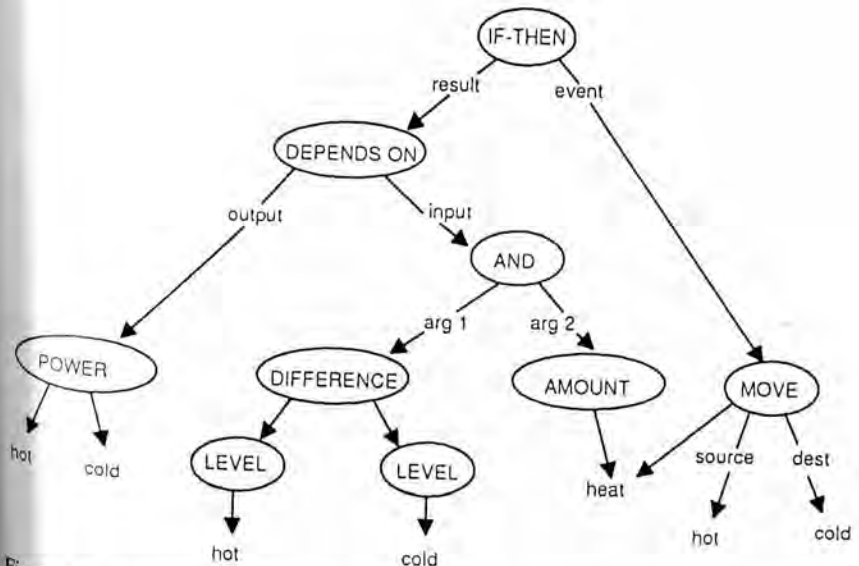 IF-THEN
result
event
DEPENDS ON
output
input
AND
arg 1
arg 2
POWER
DIFFERENCE
AMOUNT
MOVE
hot
cold
LEVEL
LEVEL
heat
source
dest
hot
cold
hot
cold